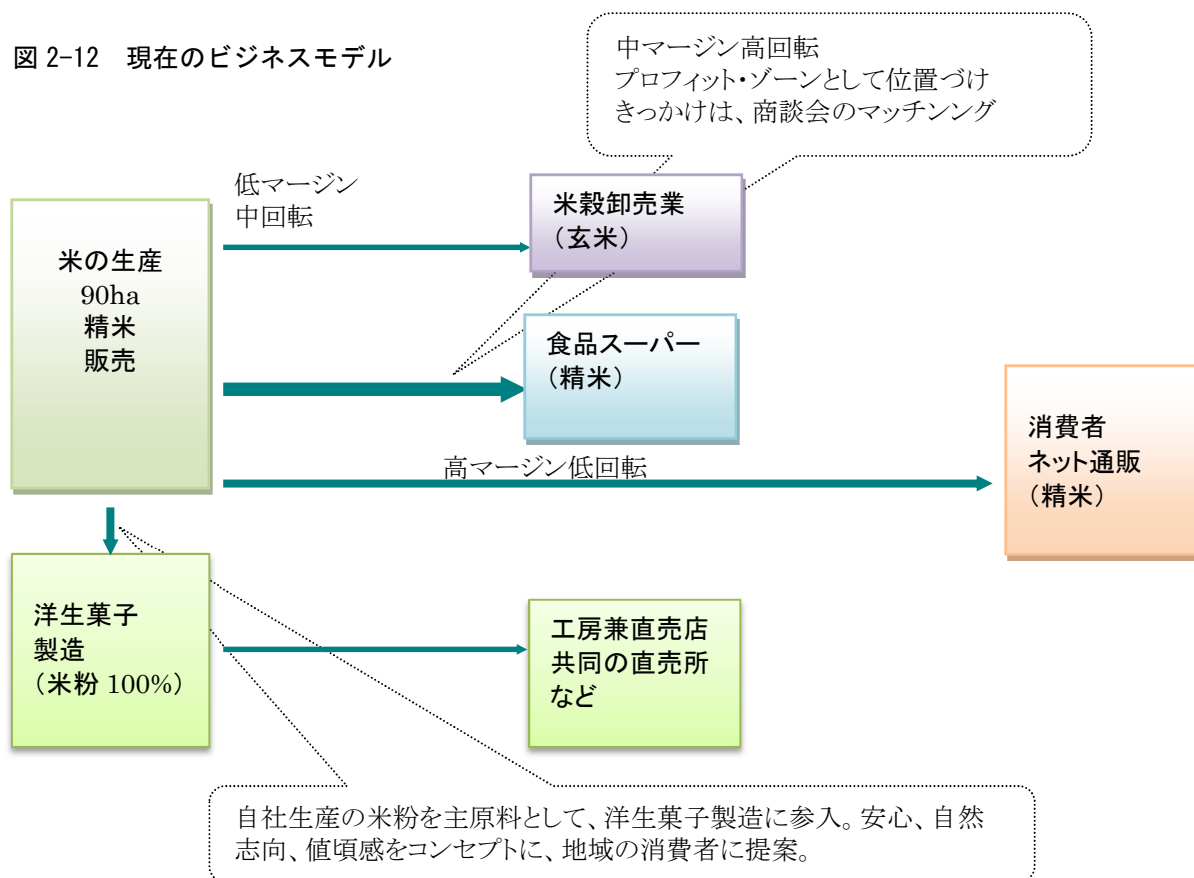 図 2-12　現在のビジネスモデル
中マージン高回転
プロフィット・ゾーンとして位置づけ
きっかけは、商談会のマッチンング
低マージン
中回転
米の生産
90ha
精米
販売
米穀卸売業
（玄米）
食品スーパー
（精米）
高マージン低回転
消費者
ネット通販
（精米）
洋生菓子
製造
（米粉 100%）
工房兼直売店
共同の直売所
など
自社生産の米粉を主原料として、洋生菓子製造に参入。安心、自然
志向、値頃感をコンセプトに、地域の消費者に提案。